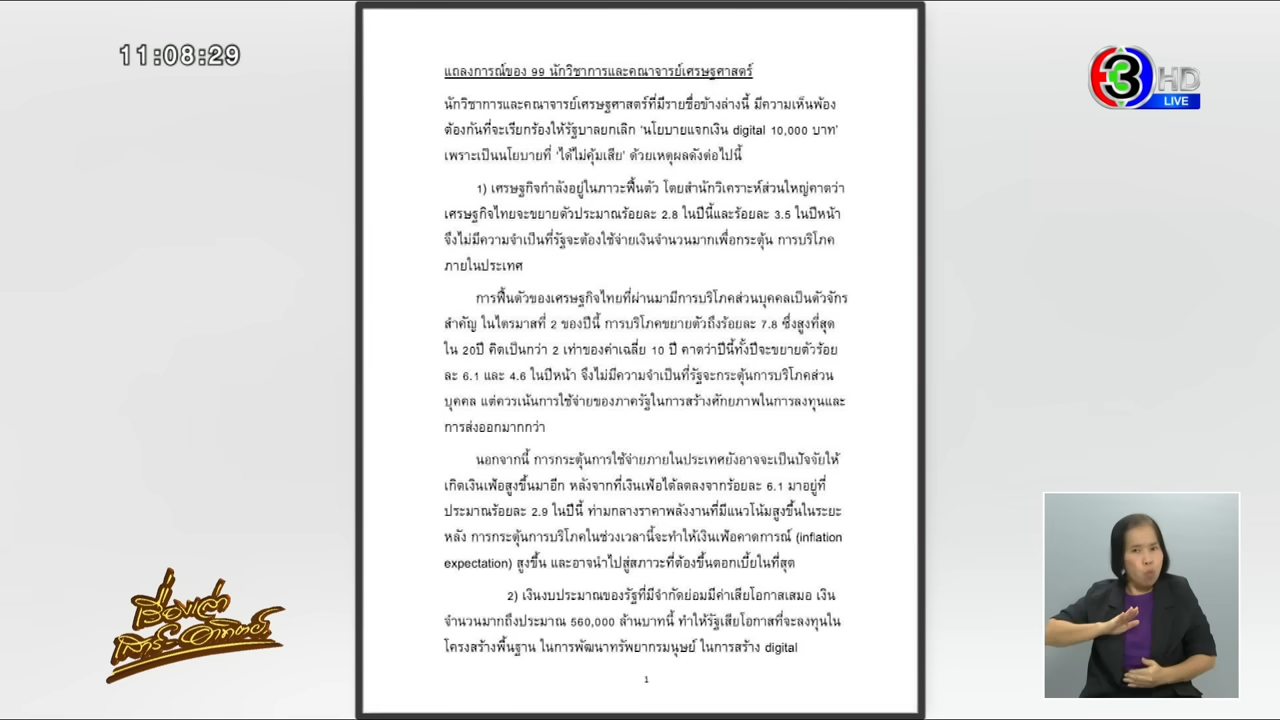 11:08:29
3 HD
LIVE
แถลงการณ์ของ 99 นักวิชาการและคณาจารย์เศรษฐศาสตร์
นักวิชาการและคณาจารย์เศรษฐศาสตร์ที่มีรายชื่อข้างล่างนี้ มีความเห็นพ้อง
ต้องกันที่จะเรียกร้องให้รัฐบาลยกเลิก 'นโยบายแจกเงิน digital 10,000 บาท'
เพราะเป็นนโยบายที่ 'ได้ไม่คุ้มเสีย' ด้วยเหตุผลดังต่อไปนี้
1) เศรษฐกิจกำลังอยู่ในภาวะฟื้นตัว โดยสำนักวิเคราะห์ส่วนใหญ่คาดว่า
เศรษฐกิจไทยจะขยายตัวประมาณร้อยละ 2.8 ในปีนี้และร้อยละ 3.5 ในปีหน้า
จึงไม่มีความจำเป็นที่รัฐจะต้องใช้จ่ายเงินจำนวนมากเพื่อกระตุ้น การบริโภค
ภายในประเทศ
การฟื้นตัวของเศรษฐกิจไทยที่ผ่านมามีการบริโภคส่วนบุคคลเป็นตัวจักร
สำคัญ ในไตรมาสที่ 2 ของปีนี้ การบริโภคขยายตัวถึงร้อยละ 7.8 ซึ่งสูงที่สุด
ใน 20ปี คิดเป็นกว่า 2 เท่าของค่าเฉลี่ย 10 ปี คาดว่าปีนี้ทั้งปีจะขยายตัวร้อย
ละ 6.1 และ 4.6 ในปีหน้า จึงไม่มีความจำเป็นที่รัฐจะกระตุ้นการบริโภคส่วน
บุคคล แต่ควรเน้นการใช้จ่ายของภาครัฐในการสร้างศักยภาพในการลงทุนและ
การส่งออกมากกว่า
นอกจากนี้ การกระตุ้นการใช้จ่ายภายในประเทศยังอาจจะเป็นปัจจัยให้
เกิดเงินเฟ้อสูงขึ้นมาอีก หลังจากที่เงินเฟ้อได้ลดลงจากร้อยละ 6.1 มาอยู่ที่
ประมาณร้อยละ 2.9 ในปีนี้ ท่ามกลางราคาพลังงานที่มีแนวโน้มสูงขึ้นในระยะ
หลัง การกระตุ้นการบริโภคในช่วงเวลานี้จะทำให้เงินเฟ้อคาดการณ์ (inflation
expectation) สูงขึ้น และอาจนำไปสู่สภาวะที่ต้องขึ้นดอกเบี้ยในที่สุด
2) เงินงบประมาณของรัฐที่มีจำกัดย่อมมีค่าเสียโอกาสเสมอ เงิน
จำนวนมากถึงประมาณ 560,000 ล้านบาทนี้ ทำให้รัฐเสียโอกาสที่จะลงทุนใน
โครงสร้างพื้นฐาน ในการพัฒนาทรัพยากรมนุษย์ ในการสร้าง digital
1
เรื่องเล่า
เสาร์-อาทิตย์